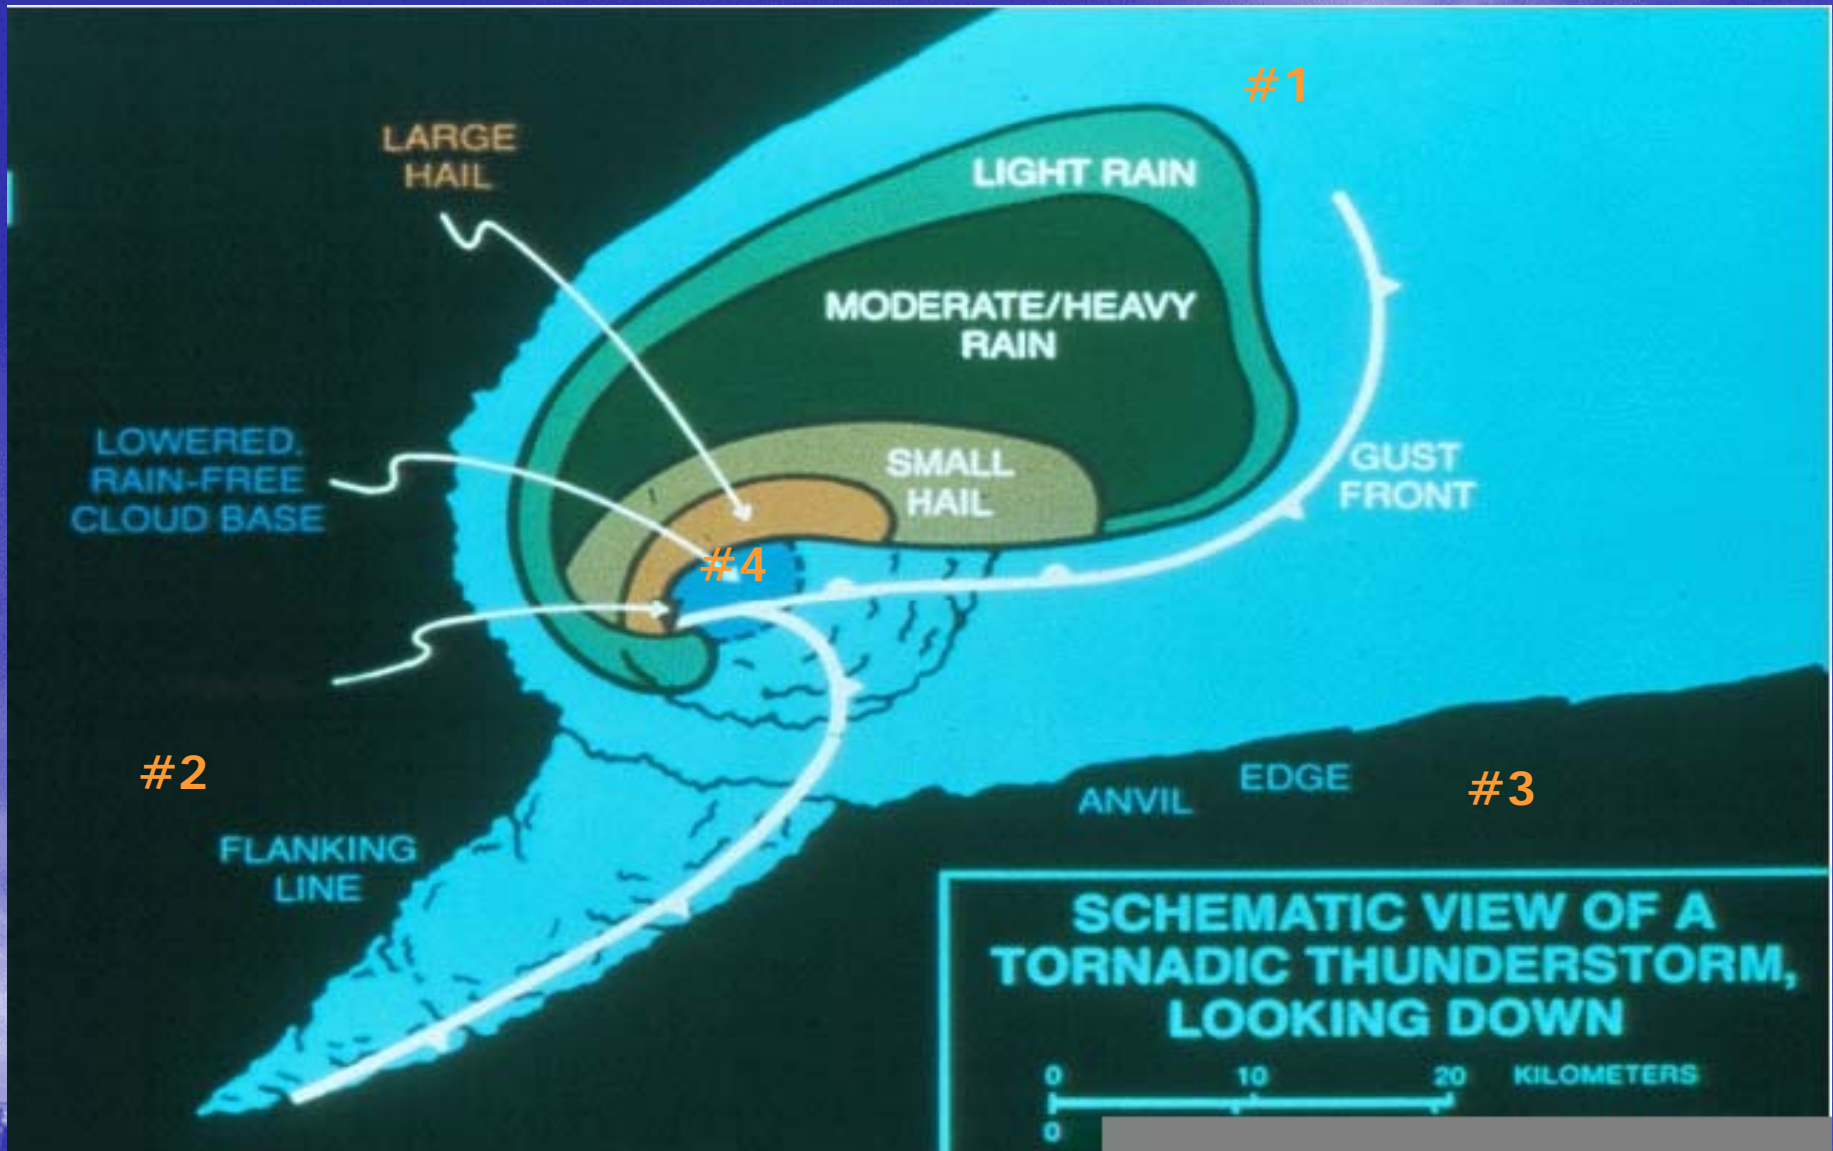 #1
LARGE
HAIL
LIGHT RAIN
MODERATE/HEAVY
RAIN
LOWERED,
RAIN-FREE
CLOUD BASE
SMALL
HAIL
GUST
FRONT
#4
#2
ANVIL EDGE
#3
FLANKING
LINE
SCHEMATIC VIEW OF A
TORNADIC THUNDERSTORM,
LOOKING DOWN
0 10 20 KILOMETERS
0